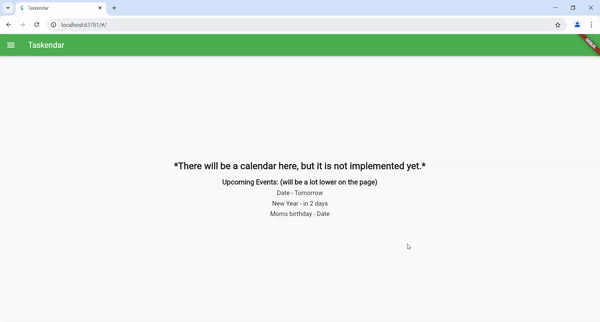 Taskendar
localhost:63781/#/
Taskendar
DEBUG
*There will be a calendar here, but it is not implemented yet.*
Upcoming Events: (will be a lot lower on the page)
Date - Tomorrow
New Year - in 2 days
Moms birthday - Date